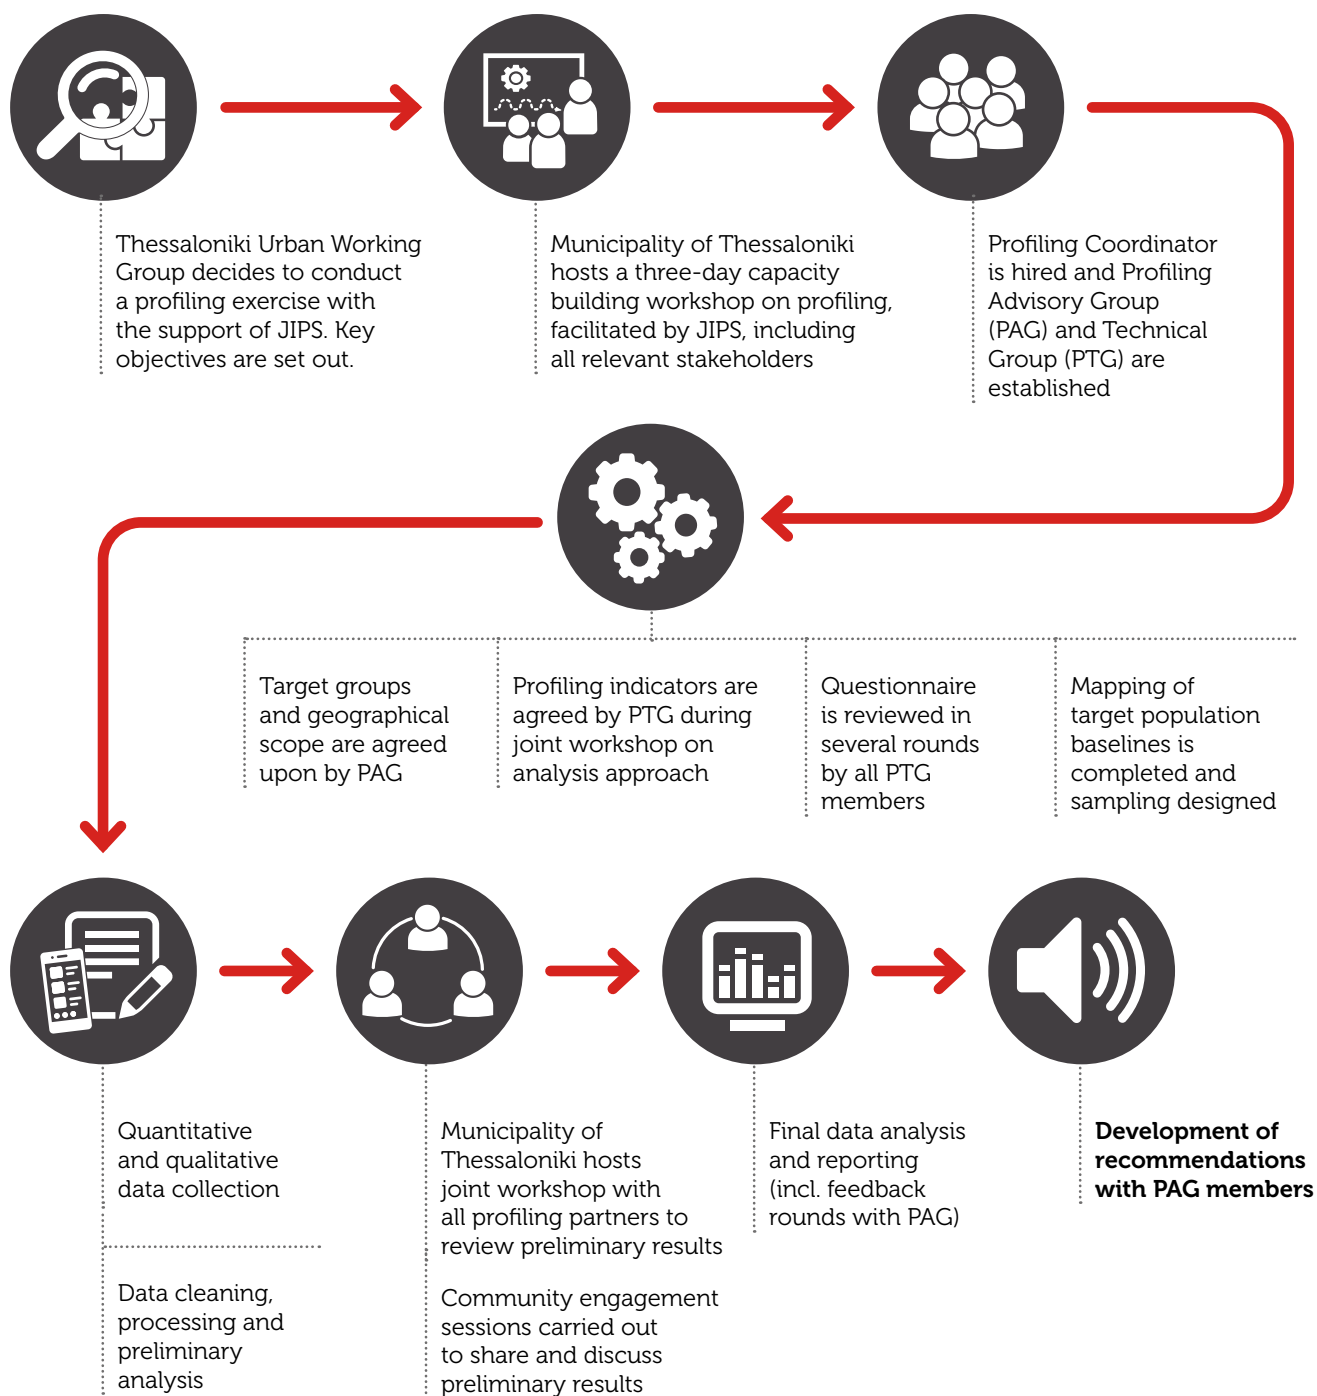 Thessaloniki Urban Working
Group decides to conduct
a profiling exercise with
the support of JIPS. Key
objectives are set out.
Municipality of Thessaloniki
hosts a three-day capacity
building workshop on profiling,
facilitated by JIPS, including
all relevant stakeholders
Profiling Coordinator
is hired and Profiling
Advisory Group
(PAG) and Technical
Group (PTG) are
established
Target groups
and geographical
scope are agreed
upon by PAG
Profiling indicators are
agreed by PTG during
joint workshop on
analysis approach
Questionnaire
is reviewed in
several rounds
by all PTG
members
Mapping of
target population
baselines is
completed and
sampling designed
Quantitative
and qualitative
data collection
Data cleaning,
processing and
preliminary
analysis
Municipality of
Thessaloniki hosts
joint workshop with
all profiling partners to
review preliminary results
Community engagement
sessions carried out
to share and discuss
preliminary results
Final data analysis
and reporting
(incl. feedback
rounds with PAG)
Development of
recommendations
with PAG members